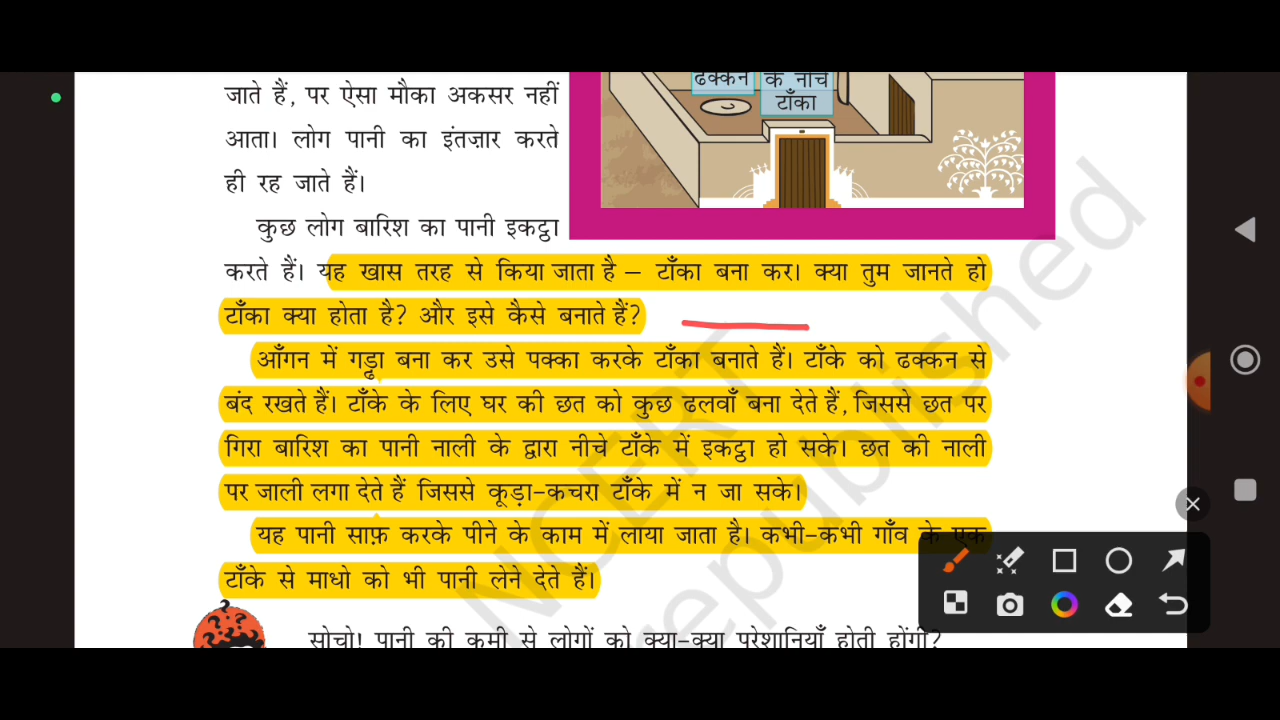 ढक्कन
के नीचे
टाँका
जाते हैं, पर ऐसा मौका अकसर नहीं
आता। लोग पानी का इंतज़ार करते
ही रह जाते हैं।
कुछ लोग बारिश का पानी इकट्ठा
करते हैं। यह खास तरह से किया जाता है – टाँका बना कर। क्या तुम जानते हो
टाँका क्या होता है? और इसे कैसे बनाते हैं?
आँगन में गड्ढा बना कर उसे पक्का करके टाँका बनाते हैं। टाँके को ढक्कन से
बंद रखते हैं। टाँके के लिए घर की छत को कुछ ढलवाँ बना देते हैं, जिससे छत पर
गिरा बारिश का पानी नाली के द्वारा नीचे टाँके में इकट्ठा हो सके। छत की नाली
पर जाली लगा देते हैं जिससे कूड़ा-कचरा टाँके में न जा सके।
यह पानी साफ़ करके पीने के काम में लाया जाता है। कभी-कभी गाँव के एक
टाँके से माधो को भी पानी लेने देते हैं।
सोचो! पानी की कमी से लोगों को क्या-क्या परेशानियाँ होती होंगी?
NCERT
republished